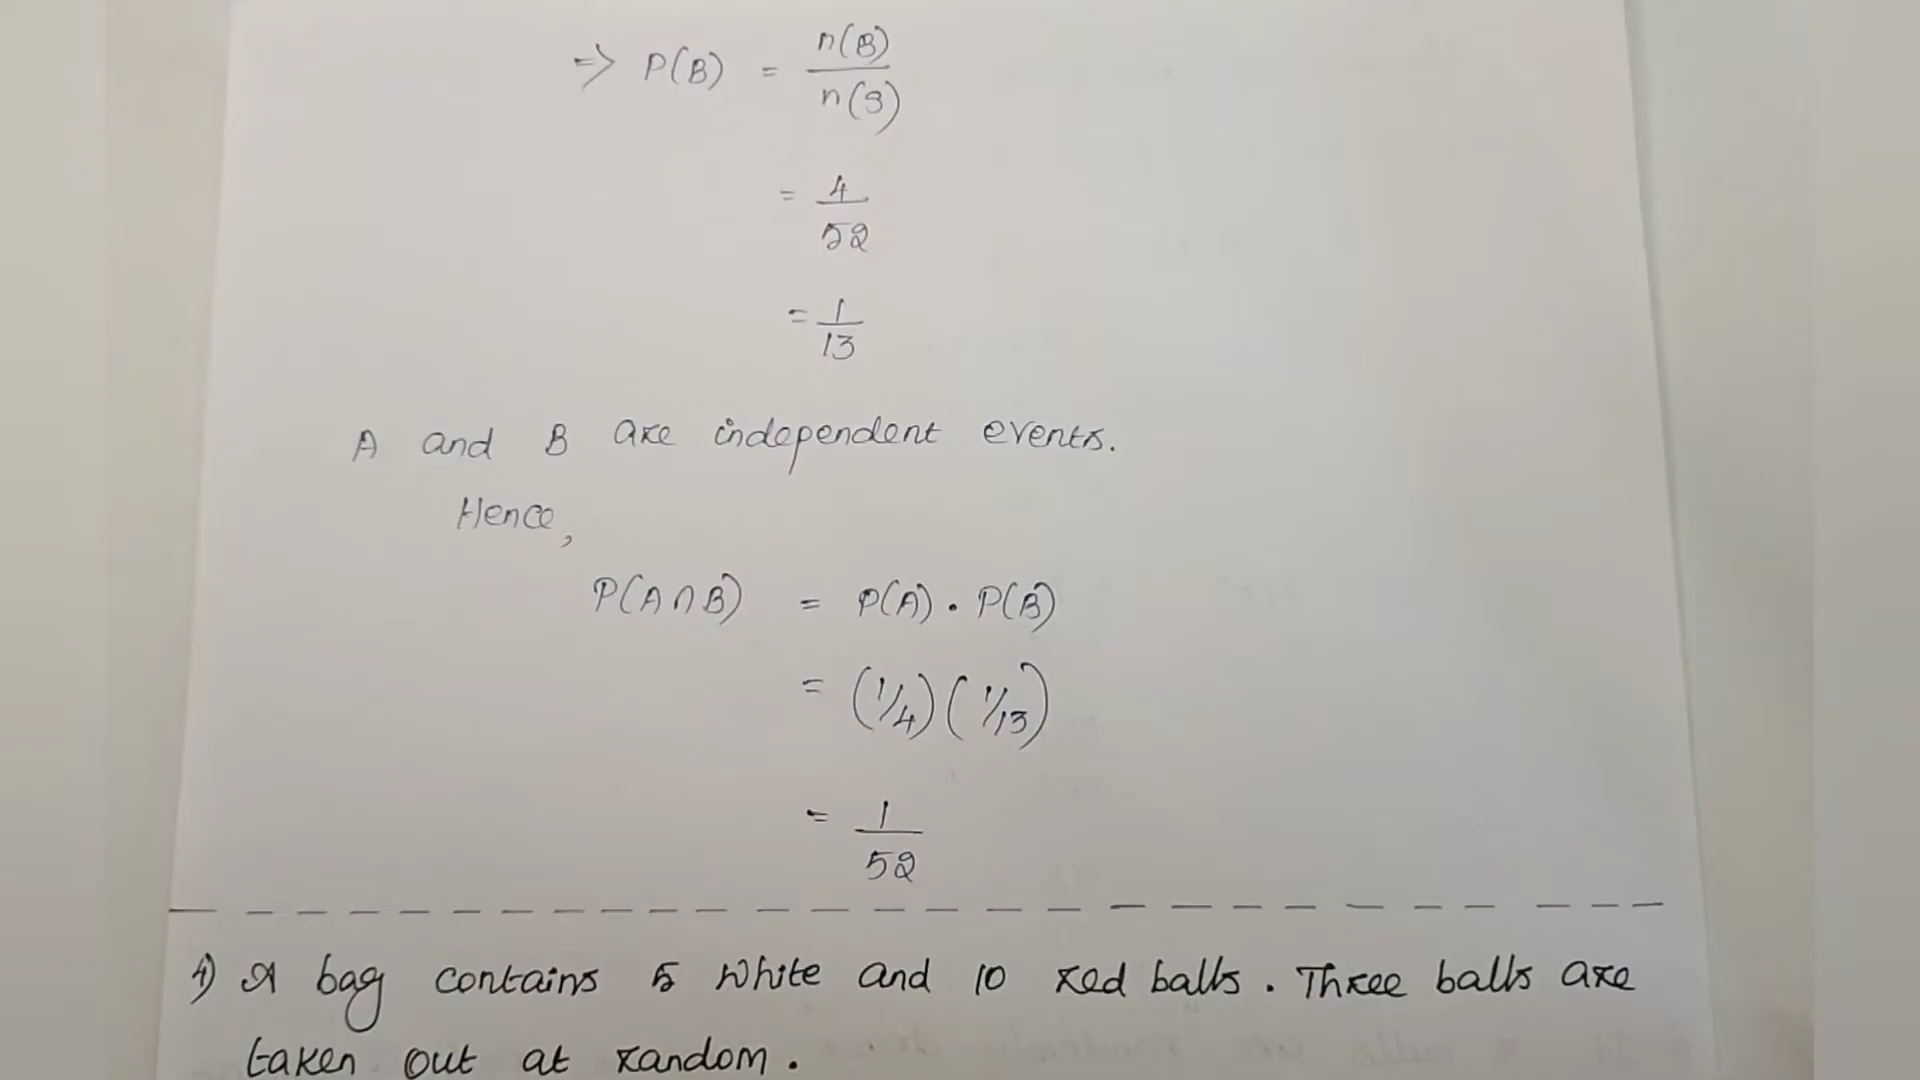 => P(B) = n(B)/n(S)
= 4/52
= 1/13
A and B are independent events.
Hence,
P(A∩B) = P(A) . P(B)
= (1/4) (1/13)
= 1/52
4) A bag contains 5 white and 10 red balls. Three balls are
taken out at random.